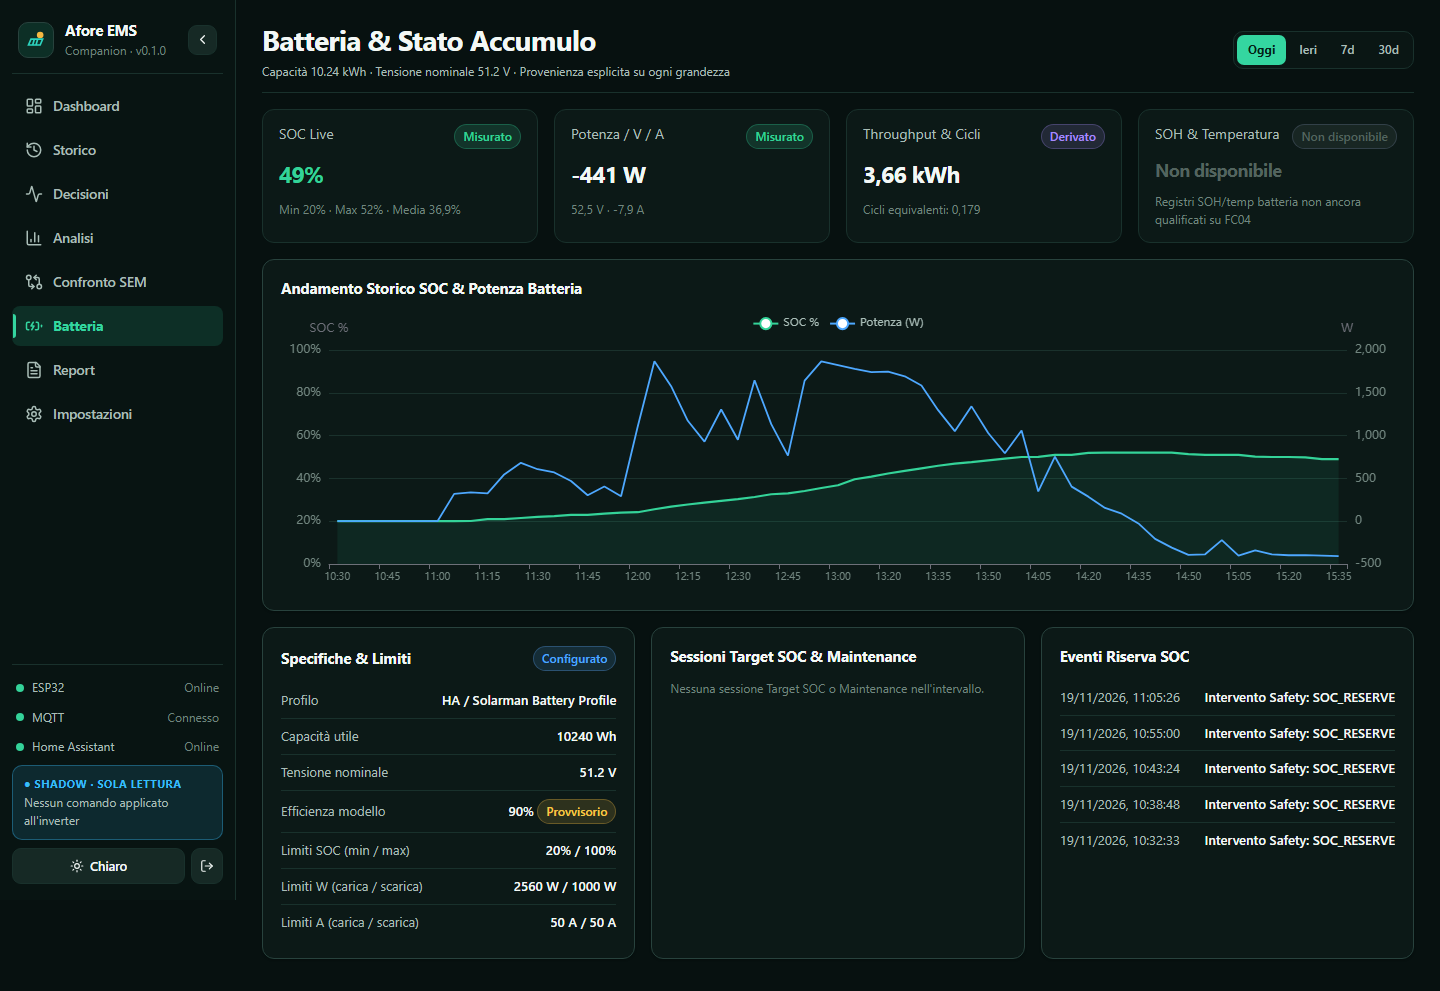 Afore EMS
Companion · v0.1.0
Dashboard
Storico
Decisioni
Analisi
Confronto SEM
Batteria
Report
Impostazioni
ESP32 Online
MQTT Connesso
Home Assistant Online
● SHADOW · SOLA LETTURA
Nessun comando applicato
all'inverter
Chiaro
Batteria & Stato Accumulo
Capacità 10.24 kWh · Tensione nominale 51.2 V · Provenienza esplicita su ogni grandezza
Oggi Ieri 7d 30d
SOC Live Misurato
49%
Min 20% · Max 52% · Media 36,9%
Potenza / V / A Misurato
-441 W
52,5 V · -7,9 A
Throughput & Cicli Derivato
3,66 kWh
Cicli equivalenti: 0,179
SOH & Temperatura Non disponibile
Non disponibile
Registri SOH/temp batteria non ancora
qualificati su FC04
Andamento Storico SOC & Potenza Batteria
SOC % Potenza (W)
SOC % W
100% 2,000
80% 1,500
60% 1,000
40% 500
20% 0
0% -500
10:30 10:45 11:00 11:15 11:30 11:45 12:00 12:15 12:30 12:45 13:00 13:20 13:35 13:50 14:05 14:20 14:35 14:50 15:05 15:20 15:35
Specifiche & Limiti Configurato
Profilo HA / Solarman Battery Profile
Capacità utile 10240 Wh
Tensione nominale 51.2 V
Efficienza modello 90% Provvisorio
Limiti SOC (min / max) 20% / 100%
Limiti W (carica / scarica) 2560 W / 1000 W
Limiti A (carica / scarica) 50 A / 50 A
Sessioni Target SOC & Maintenance
Nessuna sessione Target SOC o Maintenance nell'intervallo.
Eventi Riserva SOC
19/11/2026, 11:05:26 Intervento Safety: SOC_RESERVE
19/11/2026, 10:55:00 Intervento Safety: SOC_RESERVE
19/11/2026, 10:43:24 Intervento Safety: SOC_RESERVE
19/11/2026, 10:38:48 Intervento Safety: SOC_RESERVE
19/11/2026, 10:32:33 Intervento Safety: SOC_RESERVE